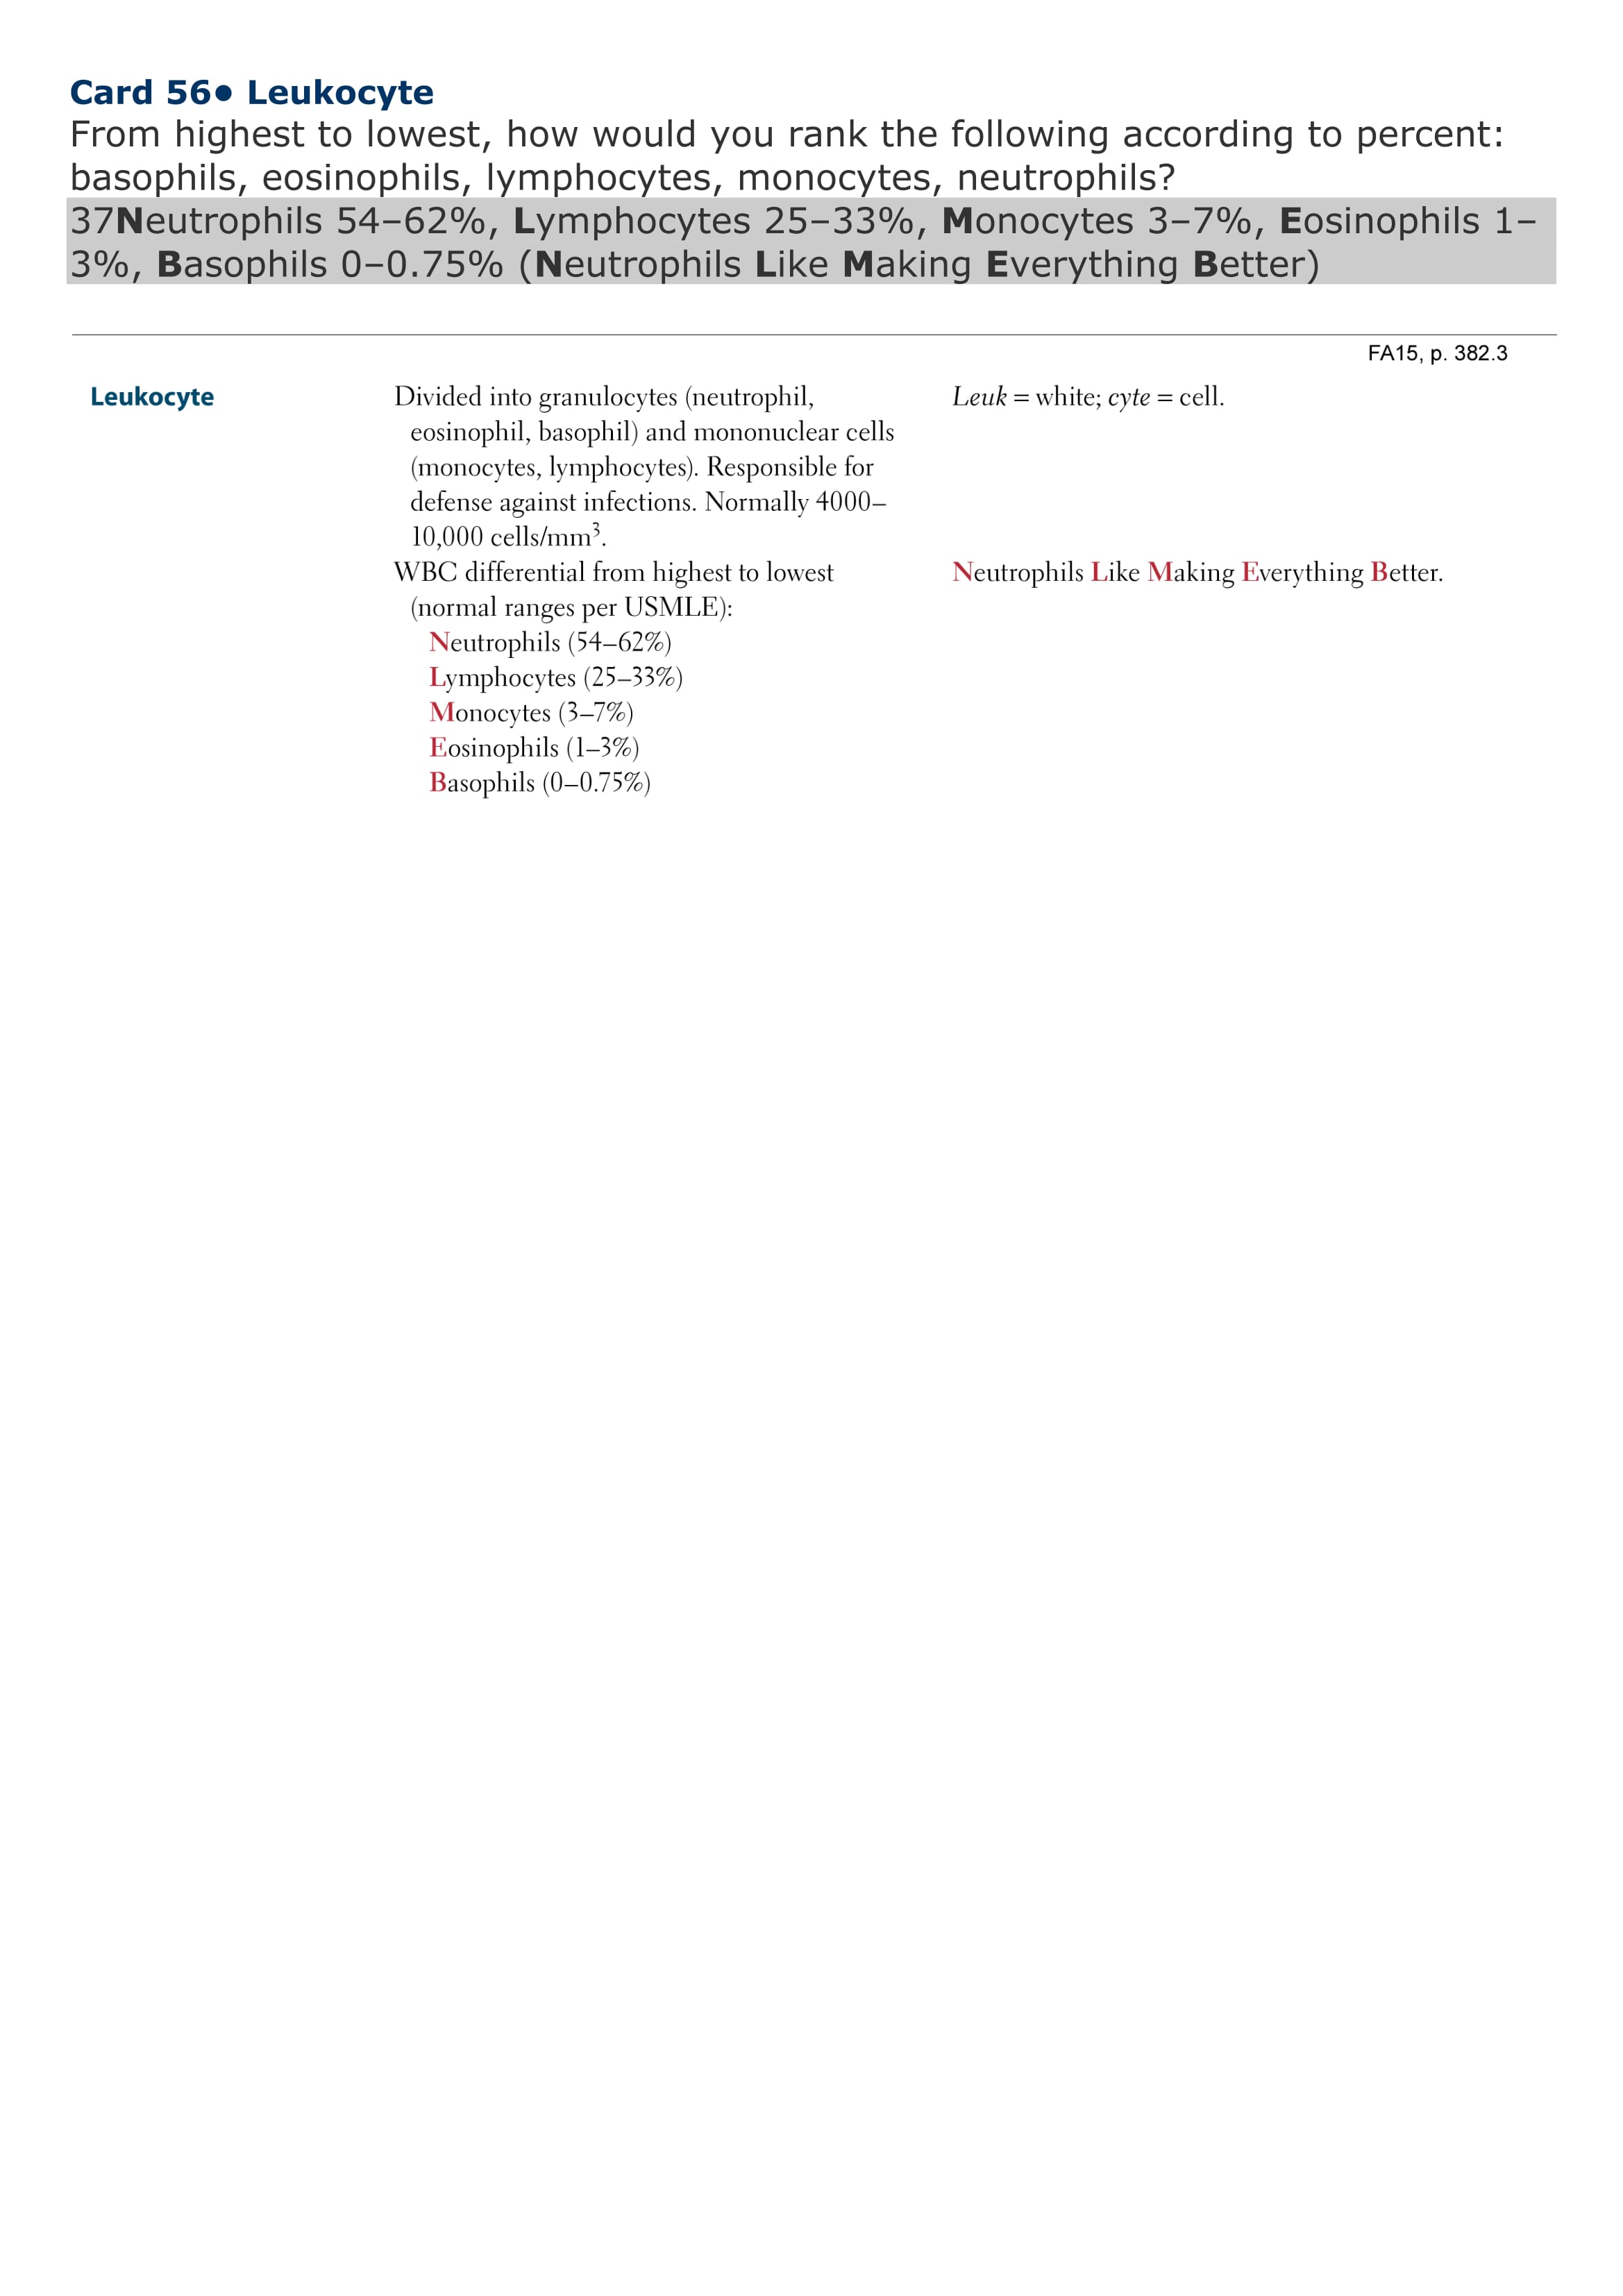 Card 56• Leukocyte
From highest to lowest, how would you rank the following according to percent:
basophils, eosinophils, lymphocytes, monocytes, neutrophils?
37Neutrophils 54–62%, Lymphocytes 25–33%, Monocytes 3–7%, Eosinophils 1–
3%, Basophils 0–0.75% (Neutrophils Like Making Everything Better)
FA15, p. 382.3
Leukocyte
Divided into granulocytes (neutrophil,
eosinophil, basophil) and mononuclear cells
(monocytes, lymphocytes). Responsible for
defense against infections. Normally 4000–
10,000 cells/mm³.
WBC differential from highest to lowest
(normal ranges per USMLE):
Neutrophils (54–62%)
Lymphocytes (25–33%)
Monocytes (3–7%)
Eosinophils (1–3%)
Basophils (0–0.75%)
Leuk = white; cyte = cell.
Neutrophils Like Making Everything Better.